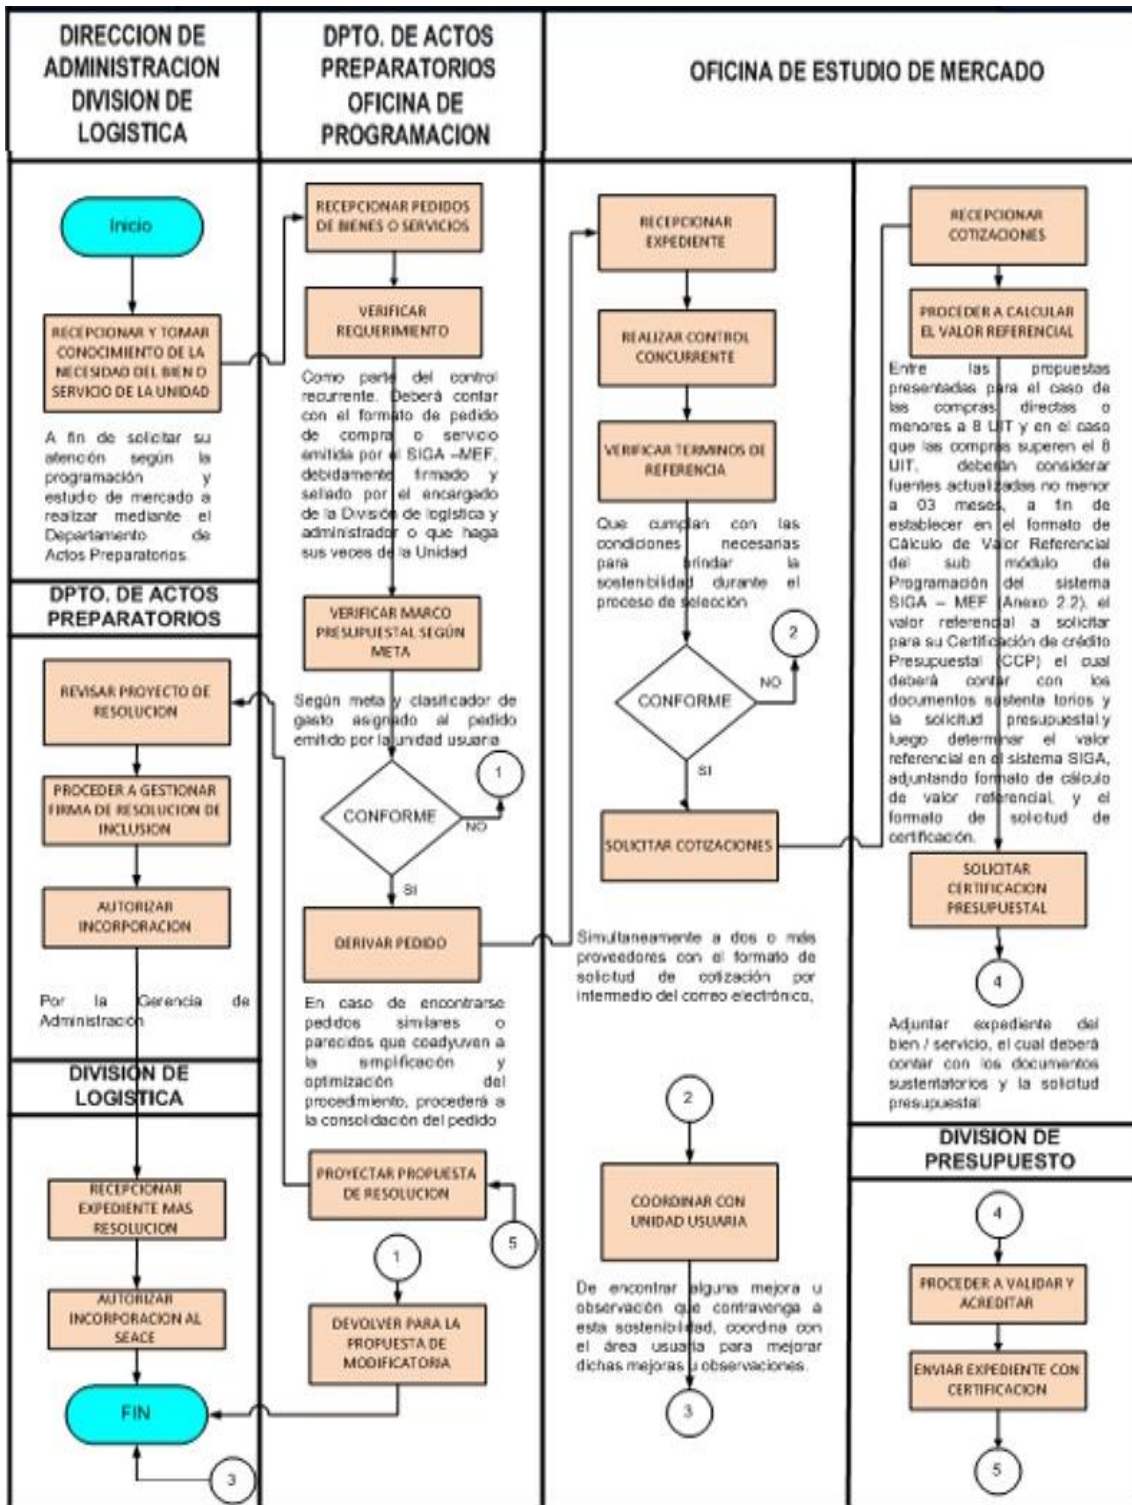 DIRECCION DE
ADMINISTRACION
DIVISION DE
LOGISTICA
Inicio
RECEPCIONAR Y TOMAR
CONOCIMIENTO DE LA
NECESIDAD DEL BIEN O
SERVICIO DE LA UNIDAD
A fin de solicitar su
atención según la
programación y
estudio de mercado a
realizar mediante el
Departamento de
Actos Preparatorios.
DPTO. DE ACTOS
PREPARATORIOS
REVISAR PROYECTO DE
RESOLUCION
PROCEDER A GESTIONAR
FIRMA DE RESOLUCION DE
INCLUSION
AUTORIZAR
INCORPORACION
Por la Gerencia de
Administración
DIVISION DE
LOGISTICA
RECEPCIONAR
EXPEDIENTE MAS
RESOLUCION
AUTORIZAR
INCORPORACION AL
SEACE
FIN
3
DPTO. DE ACTOS
PREPARATORIOS
OFICINA DE
PROGRAMACION
RECEPCIONAR PEDIDOS
DE BIENES O SERVICIOS
VERIFICAR
REQUERIMIENTO
Como parte del control
recurrente. Deberá contar
con el formato de pedido
de compra o servicio
emitida por el SIGA –MEF,
debidamente firmado y
sellado por el encargado
de la División de logística y
administrador o que haga
sus veces de la Unidad
VERIFICAR MARCO
PRESUPUESTAL SEGÚN
META
Según meta y clasificador de
gasto asignado al pedido
emitido por la unidad usuaria
1
CONFORME
NO
SI
DERIVAR PEDIDO
En caso de encontrarse
pedidos similares o
parecidos que coadyuven a
la simplificación y
optimización del
procedimiento, procederá a
la consolidación del pedido
PROYECTAR PROPUESTA
DE RESOLUCION
5
1
DEVOLVER PARA LA
PROPUESTA DE
MODIFICATORIA
OFICINA DE ESTUDIO DE MERCADO
RECEPCIONAR
EXPEDIENTE
REALIZAR CONTROL
CONCURRENTE
VERIFICAR TERMINOS DE
REFERENCIA
Que cumplan con las
condiciones necesarias
para brindar la
sostenibilidad durante el
proceso de selección
2
CONFORME
NO
SI
SOLICITAR COTIZACIONES
Simultaneamente a dos o más
proveedores con el formato de
solicitud de cotización por
intermedio del correo electrónico,
2
COORDINAR CON
UNIDAD USUARIA
De encontrar alguna mejora u
observación que contravenga a
esta sostenibilidad, coordina con
el área usuaria para mejorar
dichas mejoras u observaciones.
3
RECEPCIONAR
COTIZACIONES
PROCEDER A CALCULAR
EL VALOR REFERENCIAL
Entre las propuestas
presentadas para el caso de
las compras directas o
menores a 8 UIT y en el caso
que las compras superen el 8
UIT, deberán considerar
fuentes actualizadas no menor
a 03 meses, a fin de
establecer en el formato de
Cálculo de Valor Referencial
del sub módulo de
Programación del sistema
SIGA – MEF (Anexo 2.2), el
valor referencial a solicitar
para su Certificación de crédito
Presupuestal (CCP) el cual
deberá contar con los
documentos sustenta torios y
la solicitud presupuestal,y
luego determinar el valor
referencial en el sistema SIGA,
adjuntando formato de cálculo
de valor referencial, y el
formato de solicitud de
certificación.
SOLICITAR
CERTIFICACION
PRESUPUESTAL
4
Adjuntar expediente del
bien / servicio, el cual deberá
contar con los documentos
sustentatorios y la solicitud
presupuestal
DIVISION DE
PRESUPUESTO
4
PROCEDER A VALIDAR Y
ACREDITAR
ENVIAR EXPEDIENTE CON
CERTIFICACION
5